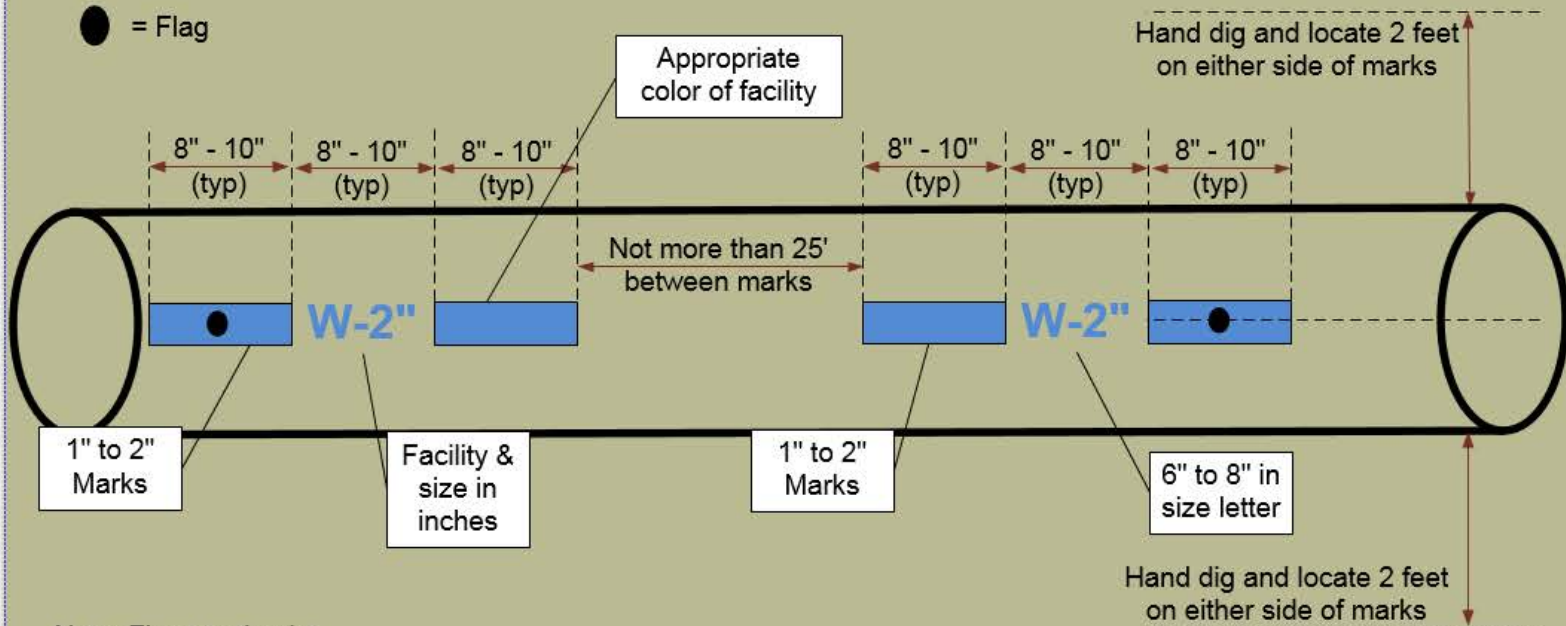 = Flag
Hand dig and locate 2 feet
on either side of marks
Appropriate
color of facility
8" - 10"
(typ)
8" - 10"
(typ)
8" - 10"
(typ)
8" - 10"
(typ)
8" - 10"
(typ)
8" - 10"
(typ)
Not more than 25'
between marks
W-2"
W-2"
1" to 2"
Marks
Facility &
size in
inches
1" to 2"
Marks
6" to 8" in
size letter
Hand dig and locate 2 feet
on either side of marks